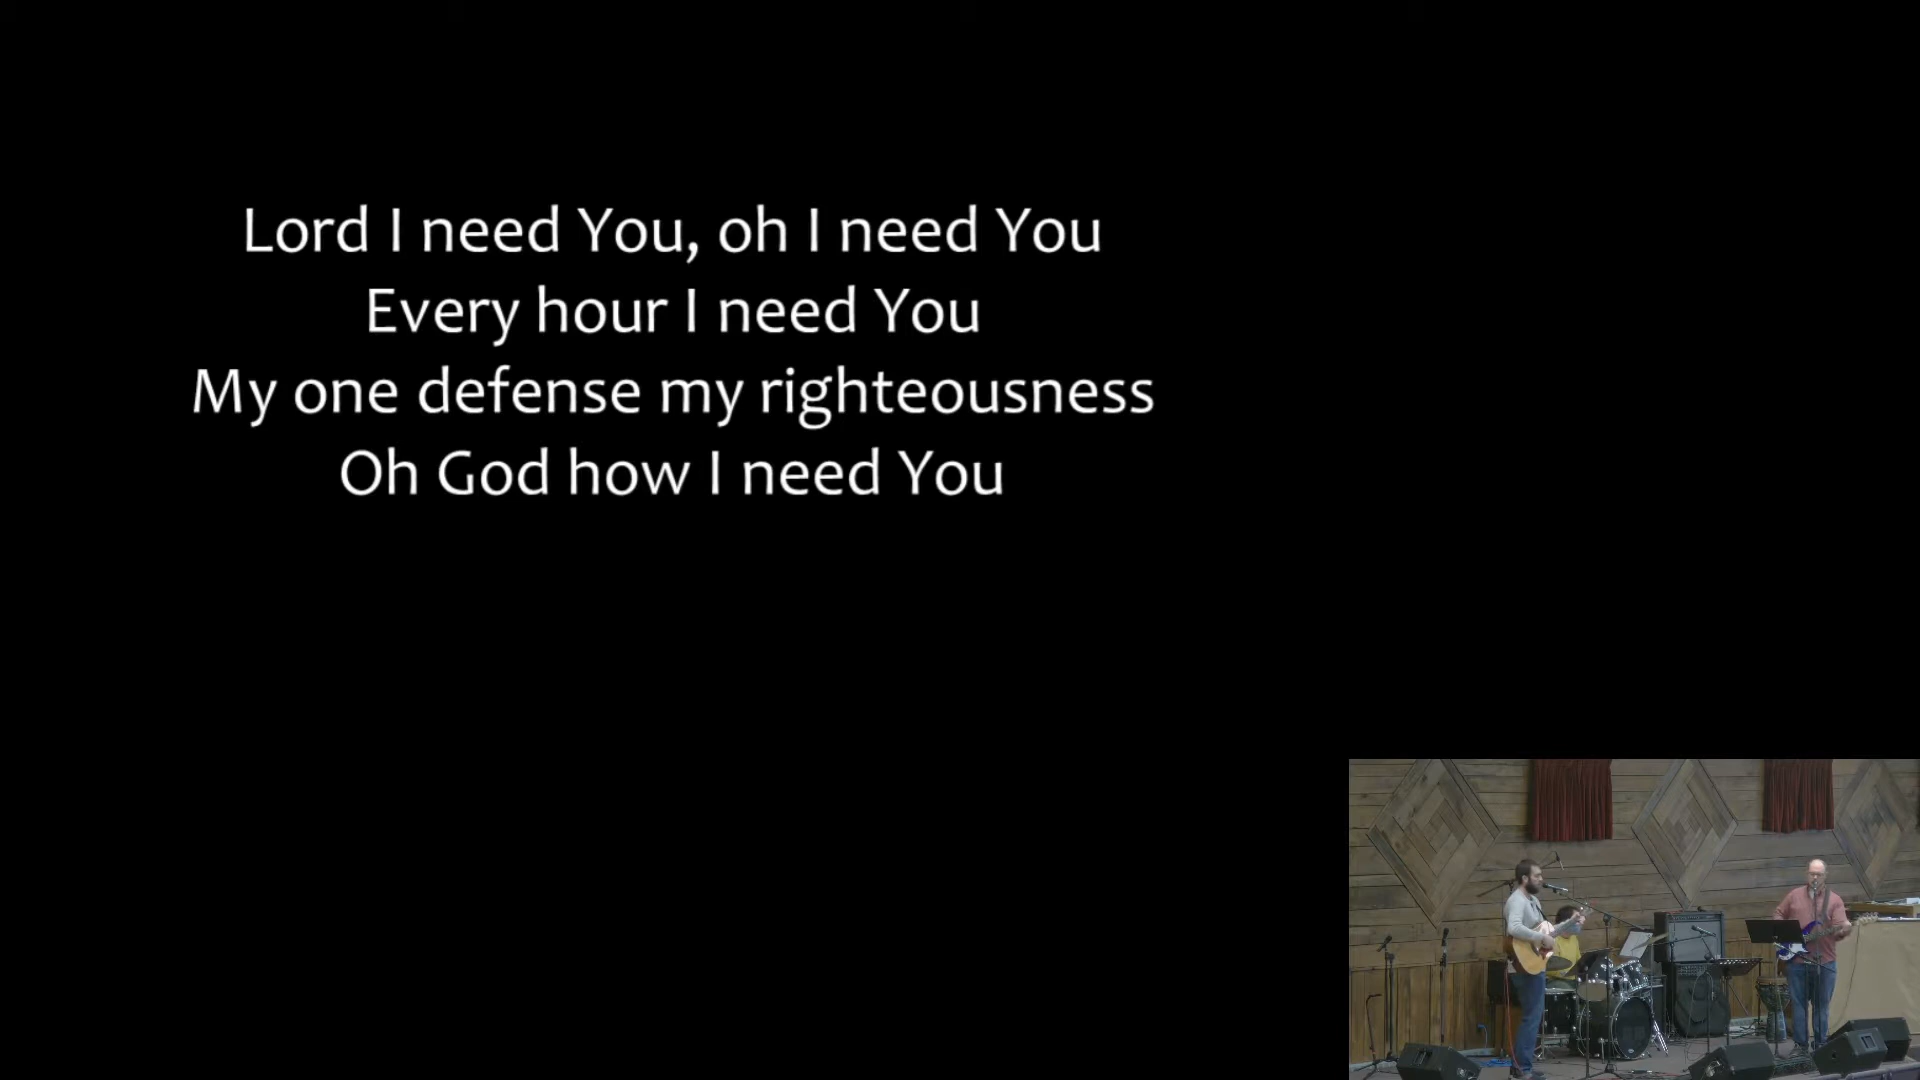 Lord I need You, oh I need You
Every hour I need You
My one defense my righteousness
Oh God how I need You